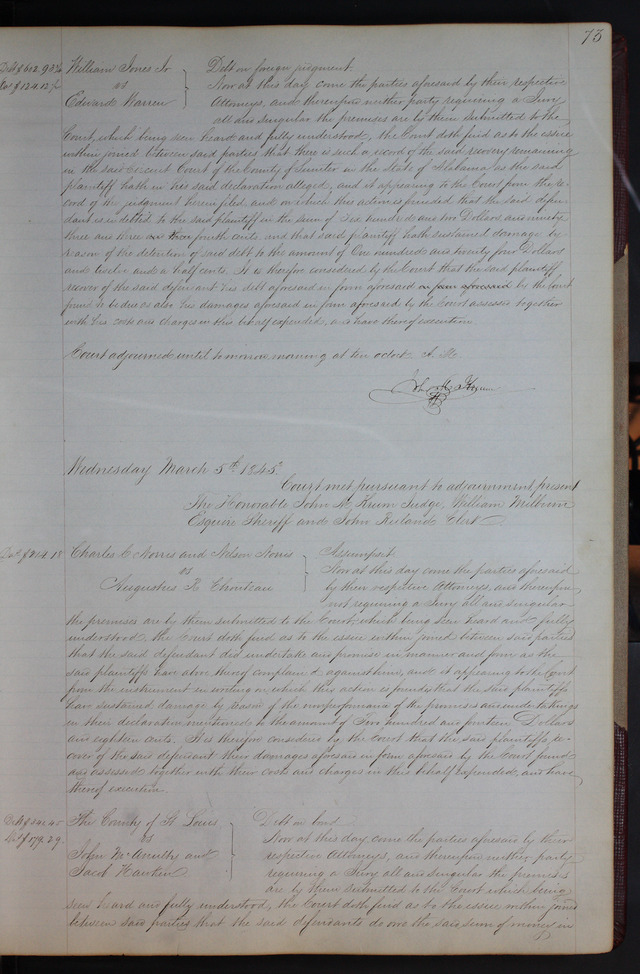 73
Debt $602.93¾ William Jones Jr } Debt on foreign judgment
Dam $124.12½ vs } Now at this day come the parties aforesaid by their respective
Edward Warren } Attorneys, and thereupon neither party requiring a Jury
all and singular the premises are by them submitted to the
Court, which being seen heard and fully understood, the Court doth find as to the issue
within joined between said parties that there is such a record of the said recovery remaining
in the said Circuit Court of the County of Sumter in the State of Alabama as the said
plaintiff hath in his said declaration alleged, and it appearing to the Court from the Re-
cord of the judgment herein filed, and on which this action is founded that the said defen-
dant is indebted to the said plaintiff in the sum of Six hundred and two Dollars and ninety
three and three fourth cents, and that said plaintiff hath sustained damage by
reason of the detention of said debt to the amount of One hundred and twenty four Dollars
and twelve and a half cents. It is therefore considered by the Court that the said plaintiff
recover of the said defendant his debt aforesaid in form aforesaid in form aforesaid by the Court
found to be due as also his damages aforesaid in form aforesaid by the Court assessed together
with his costs and charges in this behalf expended, and have thereof execution.
Court adjourned until tomorrow morning at ten oclock A. M.
John M. Krum
Wednesday March 5th 1845
Court met pursuant to adjournment, present
The Honorable John M. Krum Judge, William Milburn
Esquire Sheriff and John Ruland Clerk
Dam $214.18 Charles C Norris and Nelson Norris } Assumpsit
vs } Now at this day come the parties aforesaid
Augustus R. Chouteau } by their respective Attorneys, and thereupon
not requiring a Jury all and singular
the premises are by them submitted to the Court, which being seen heard and fully
understood, the Court doth find as to the issue within joined between said parties
that the said defendant did undertake and promise in manner and form as the
said plaintiffs have above thereof complained against him, and it appearing to the Court
from the instrument in writing on which this action is founded that the said plaintiffs
have sustained damage by reason of the nonperformance of the promises and undertakings
in their declaration mentioned to the amount of Two hundred and fourteen Dollars
and eighteen cents. It is therefore considered by the Court that the said plaintiffs re-
cover of the said defendant their damages aforesaid in form aforesaid by the Court found
and assessed together with their costs and charges in this behalf expended, and have
thereof execution.
The County of St Louis } Debt on bond
vs } Now at this day come the parties aforesaid by their
John McCausland and } respective Attorneys, and thereupon neither party
Jacob Hawken } requiring a Jury all and singular the premises
are by them submitted to the Court which being
seen heard and fully understood, the Court doth find as to the issue within joined
between said parties that the said defendants do owe the said sum of money in